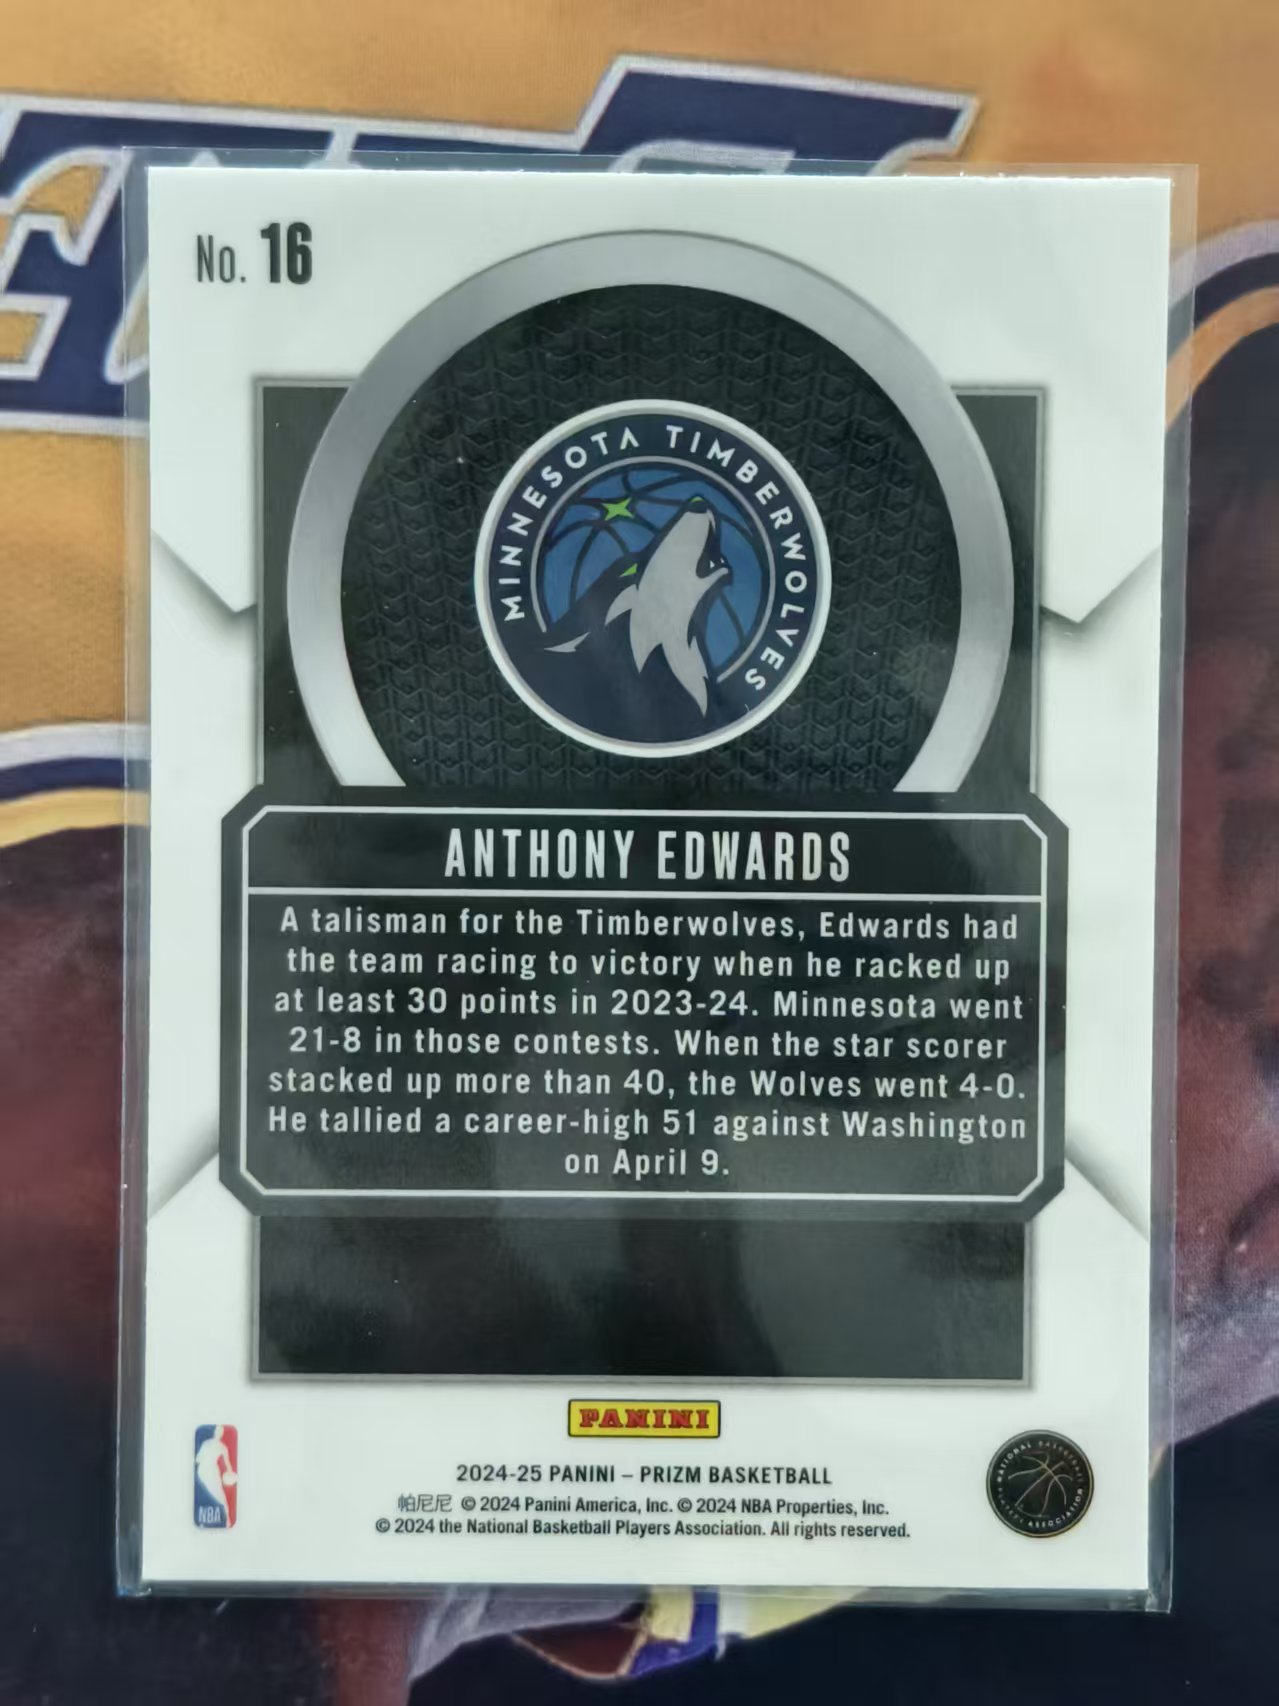 No. 16
MINNESOTA TIMBERWOLVES
ANTHONY EDWARDS
A talisman for the Timberwolves, Edwards had
the team racing to victory when he racked up
at least 30 points in 2023-24. Minnesota went
21-8 in those contests. When the star scorer
stacked up more than 40, the Wolves went 4-0.
He tallied a career-high 51 against Washington
on April 9.
PANINI
2024-25 PANINI – PRIZM BASKETBALL
帕尼尼 © 2024 Panini America, Inc. © 2024 NBA Properties, Inc.
© 2024 the National Basketball Players Association. All rights reserved.
NBA
NATIONAL BASKETBALL PLAYERS ASSOCIATION